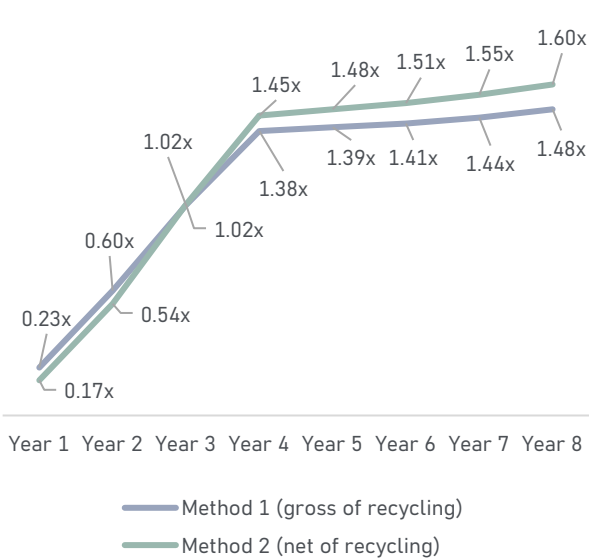 1.60x
1.55x
1.51x
1.48x
1.45x
1.02x
1.39x 1.41x 1.44x 1.48x
1.38x
1.02x
0.60x
0.54x
0.23x
0.17x
Year 1 Year 2 Year 3 Year 4 Year 5 Year 6 Year 7 Year 8
Method 1 (gross of recycling)
Method 2 (net of recycling)